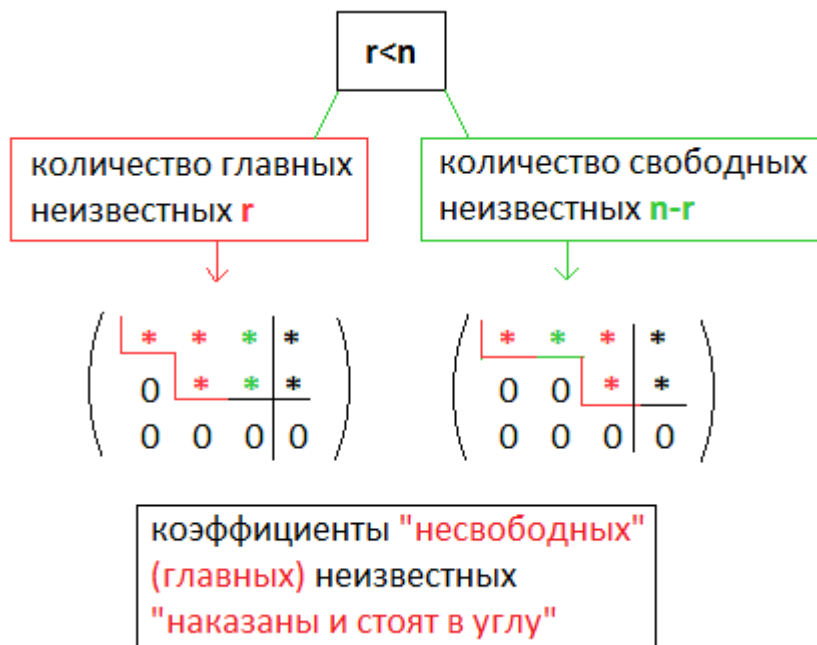 r<n
количество главных
неизвестных r
количество свободных
неизвестных n-r
* * * *
0 * * *
0 0 0 0
* * * *
0 0 * *
0 0 0 0
коэффициенты "несвободных"
(главных) неизвестных
"наказаны и стоят в углу"